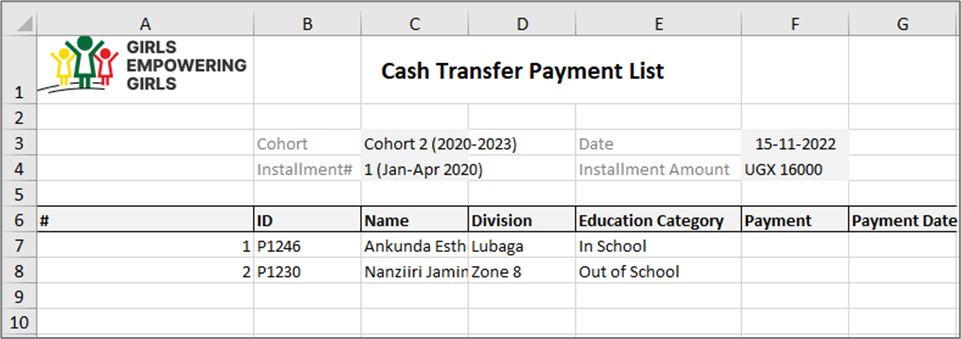 A B C D E F G
1 GIRLS EMPOWERING GIRLS Cash Transfer Payment List
2
3 Cohort Cohort 2 (2020-2023) Date 15-11-2022
4 Installment# 1 (Jan-Apr 2020) Installment Amount UGX 16000
5
6 # ID Name Division Education Category Payment Payment Date
7 1 P1246 Ankunda Esth Lubaga In School
8 2 P1230 Nanziiri Jamin Zone 8 Out of School
9
10